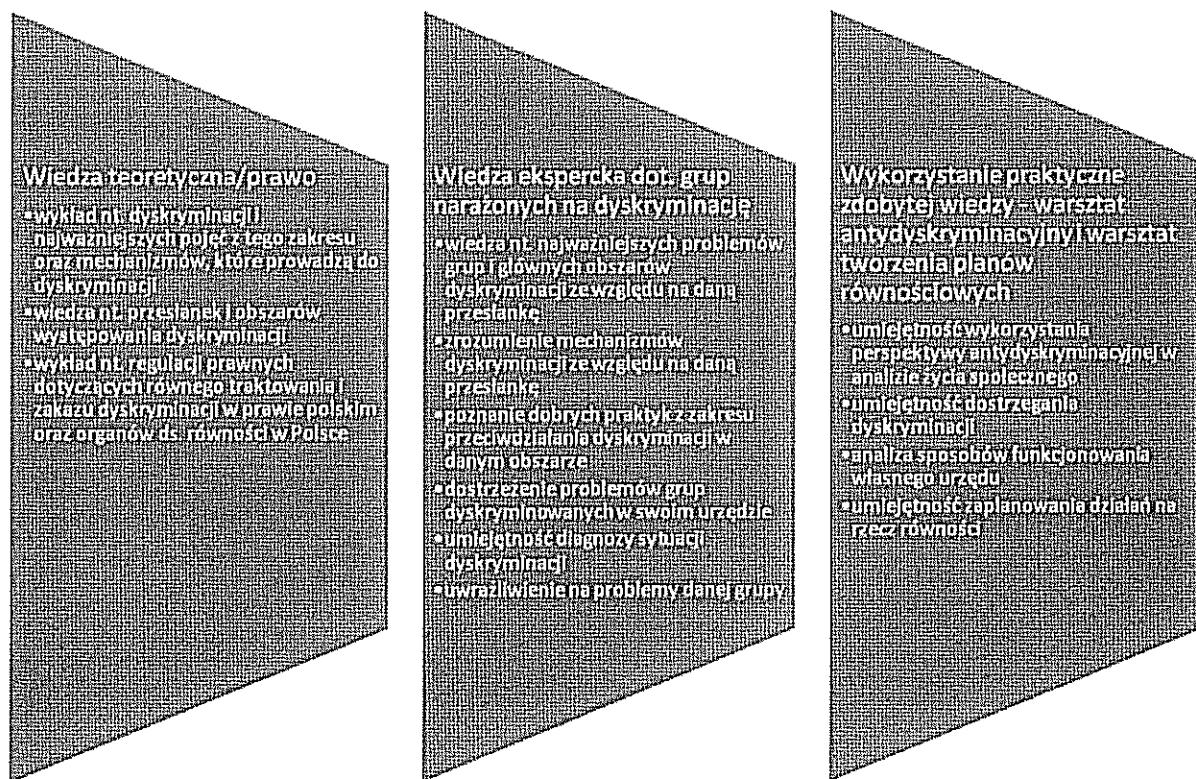 Wiedza teoretyczna/prawo
•wykład nt. dyskryminacji i
najważniejszych pojęć z tego zakresu
oraz mechanizmów, które prowadzą do
dyskryminacji
•wiedza nt. przesłanek i obszarów
występowania dyskryminacji
•wykład nt. regulacji prawnych
dotyczących równego traktowania i
zakazu dyskryminacji w prawie polskim
oraz organów ds. równości w Polsce
Wiedza ekspercka dot. grup
narażonych na dyskryminację
•wiedza nt. najważniejszych problemów
grup i głównych obszarów
dyskryminacji ze względu na daną
przesłankę
•zrozumienie mechanizmów
dyskryminacji ze względu na daną
przesłankę
•poznanie dobrych praktyk z zakresu
przeciwdziałania dyskryminacji w
danym obszarze
•dostrzeżenie problemów grup
dyskryminowanych w swoim urzędzie
•umiejętność diagnozy sytuacji
dyskryminacji
•uwrażliwienie na problemy danej grupy
Wykorzystanie praktyczne
zdobytej wiedzy - warsztat
antydyskryminacyjny i warsztat
tworzenia planów
równościowych
•umiejętność wykorzystania
perspektywy antydyskryminacyjnej w
analizie życia społecznego
•umiejętność dostrzegania
dyskryminacji
•analiza sposobów funkcjonowania
własnego urzędu
•umiejętność zaplanowania działań na
rzecz równości